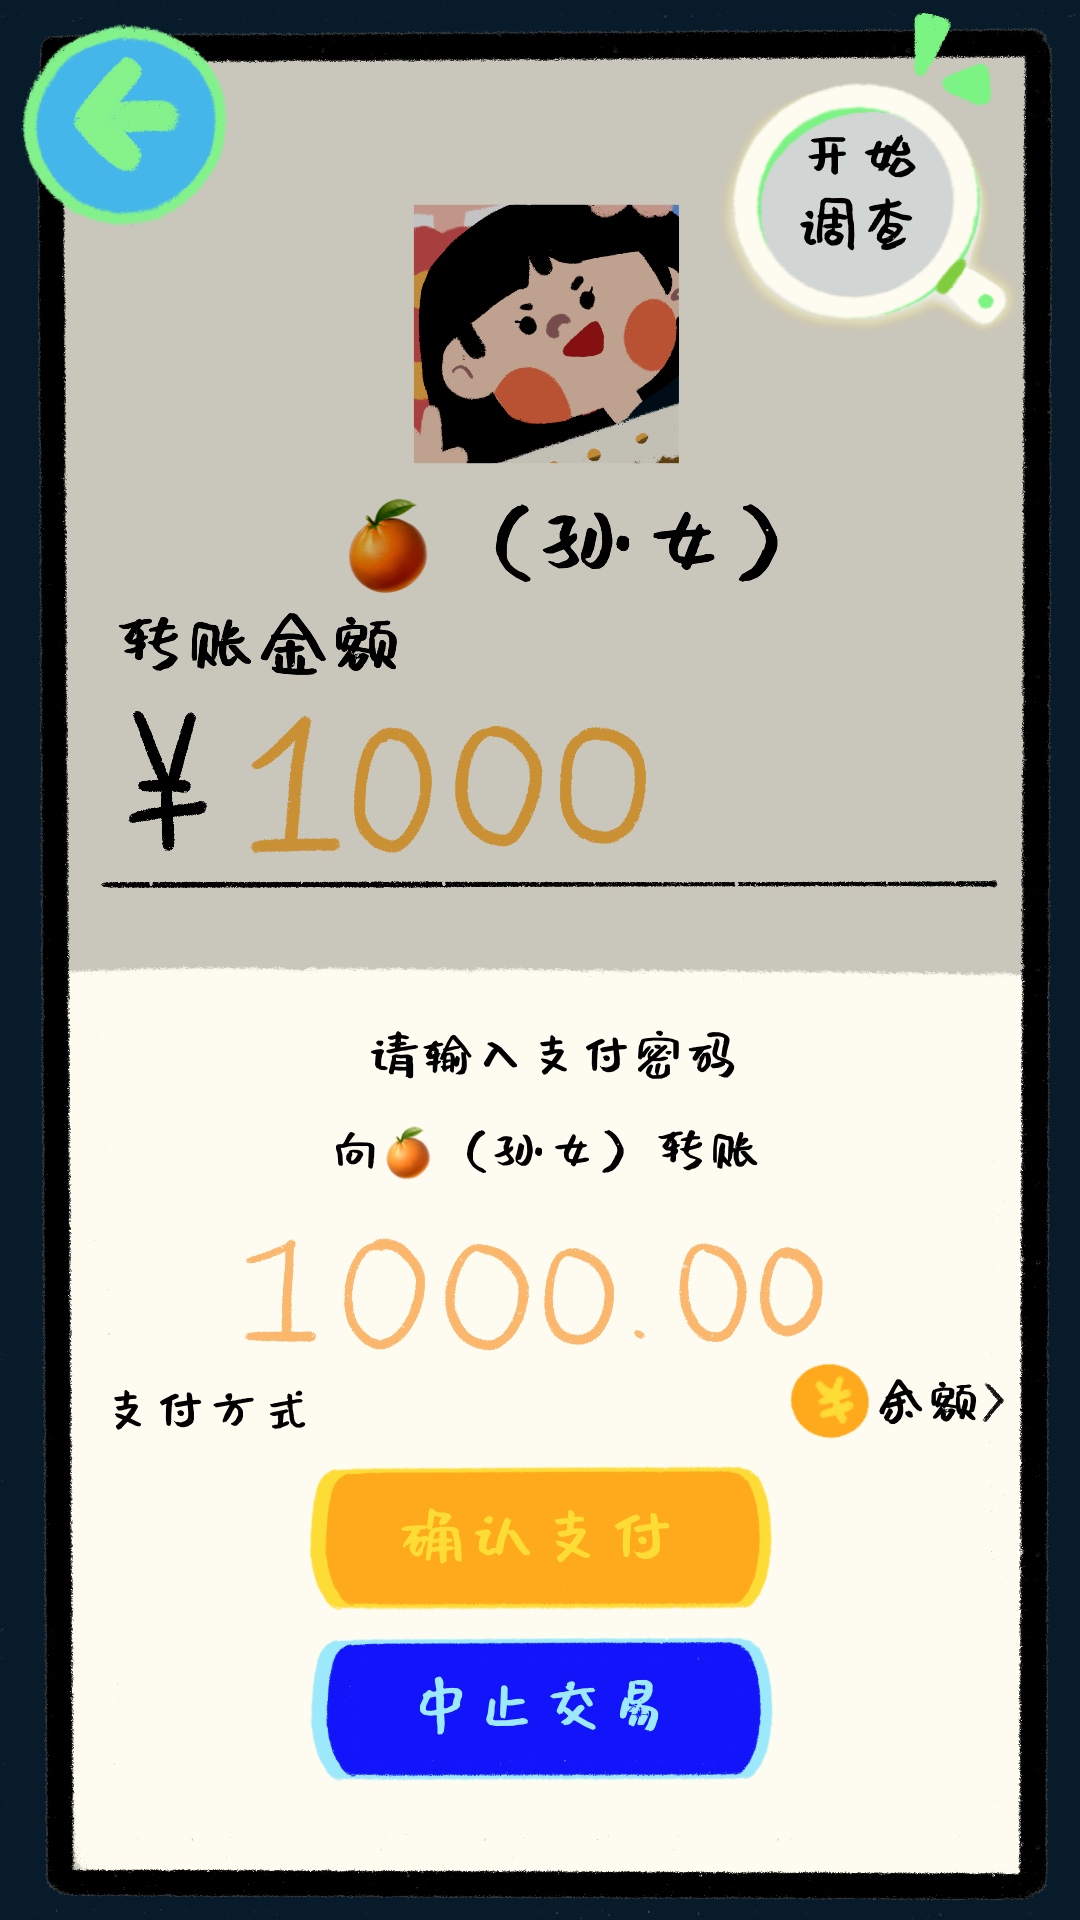 开始
调查
🍊（孙女）
转账金额
¥1000
请输入支付密码
向🍊（孙女）转账
1000.00
支付方式
¥余额>
确认支付
中止交易